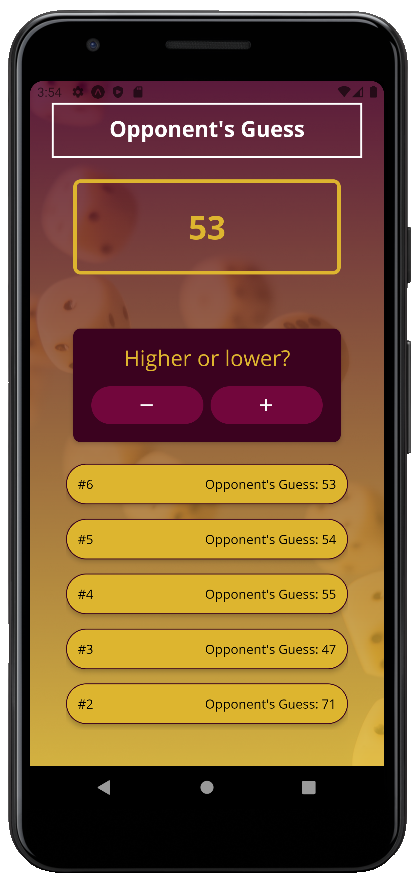 3:54
Opponent's Guess
53
Higher or lower?
− +
#6 Opponent's Guess: 53
#5 Opponent's Guess: 54
#4 Opponent's Guess: 55
#3 Opponent's Guess: 47
#2 Opponent's Guess: 71